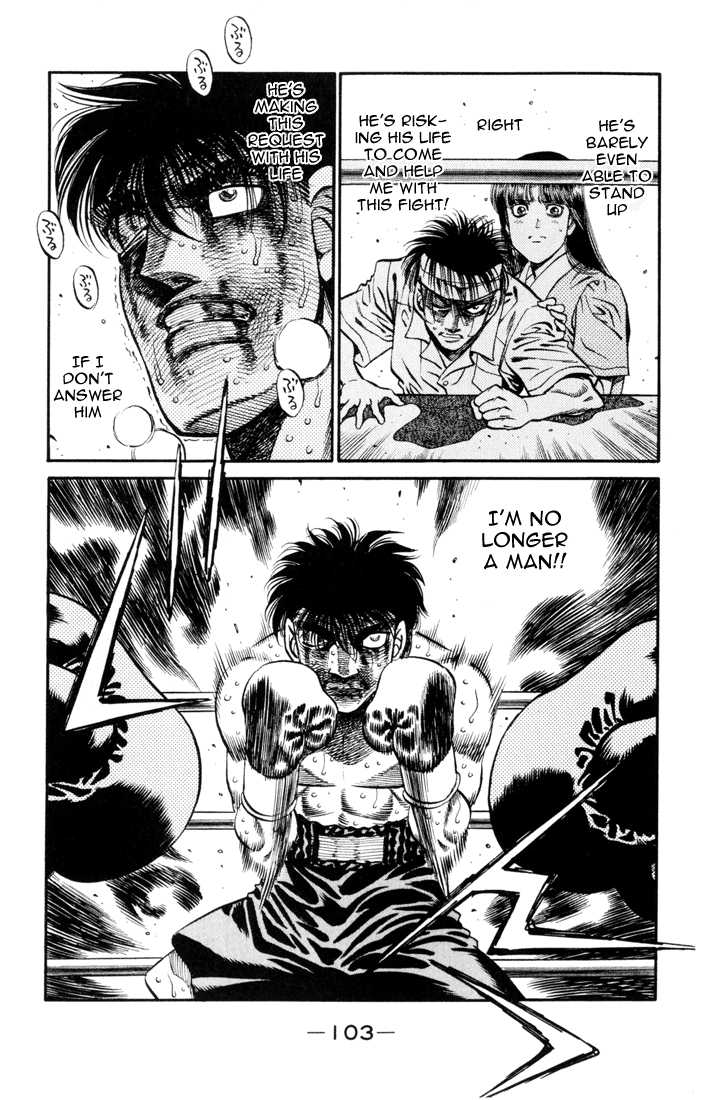 HE'S
BARELY
EVEN
ABLE TO
STAND
UP
RIGHT
HE'S RISK-
ING HIS LIFE
TO COME
AND HELP
ME WITH
THIS FIGHT!
HE'S
MAKING
THIS
REQUEST
WITH HIS
LIFE
ぶる
ぶる
ぶる
ぶる
ぶる
IF I
DON'T
ANSWER
HIM
I'M NO
LONGER
A MAN!!
—103—